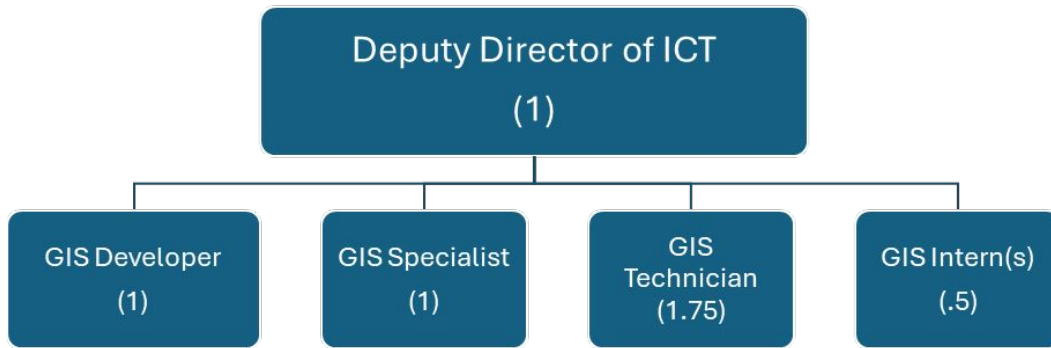 Deputy Director of ICT
(1)
GIS Developer
(1)
GIS Specialist
(1)
GIS
Technician
(1.75)
GIS Intern(s)
(.5)